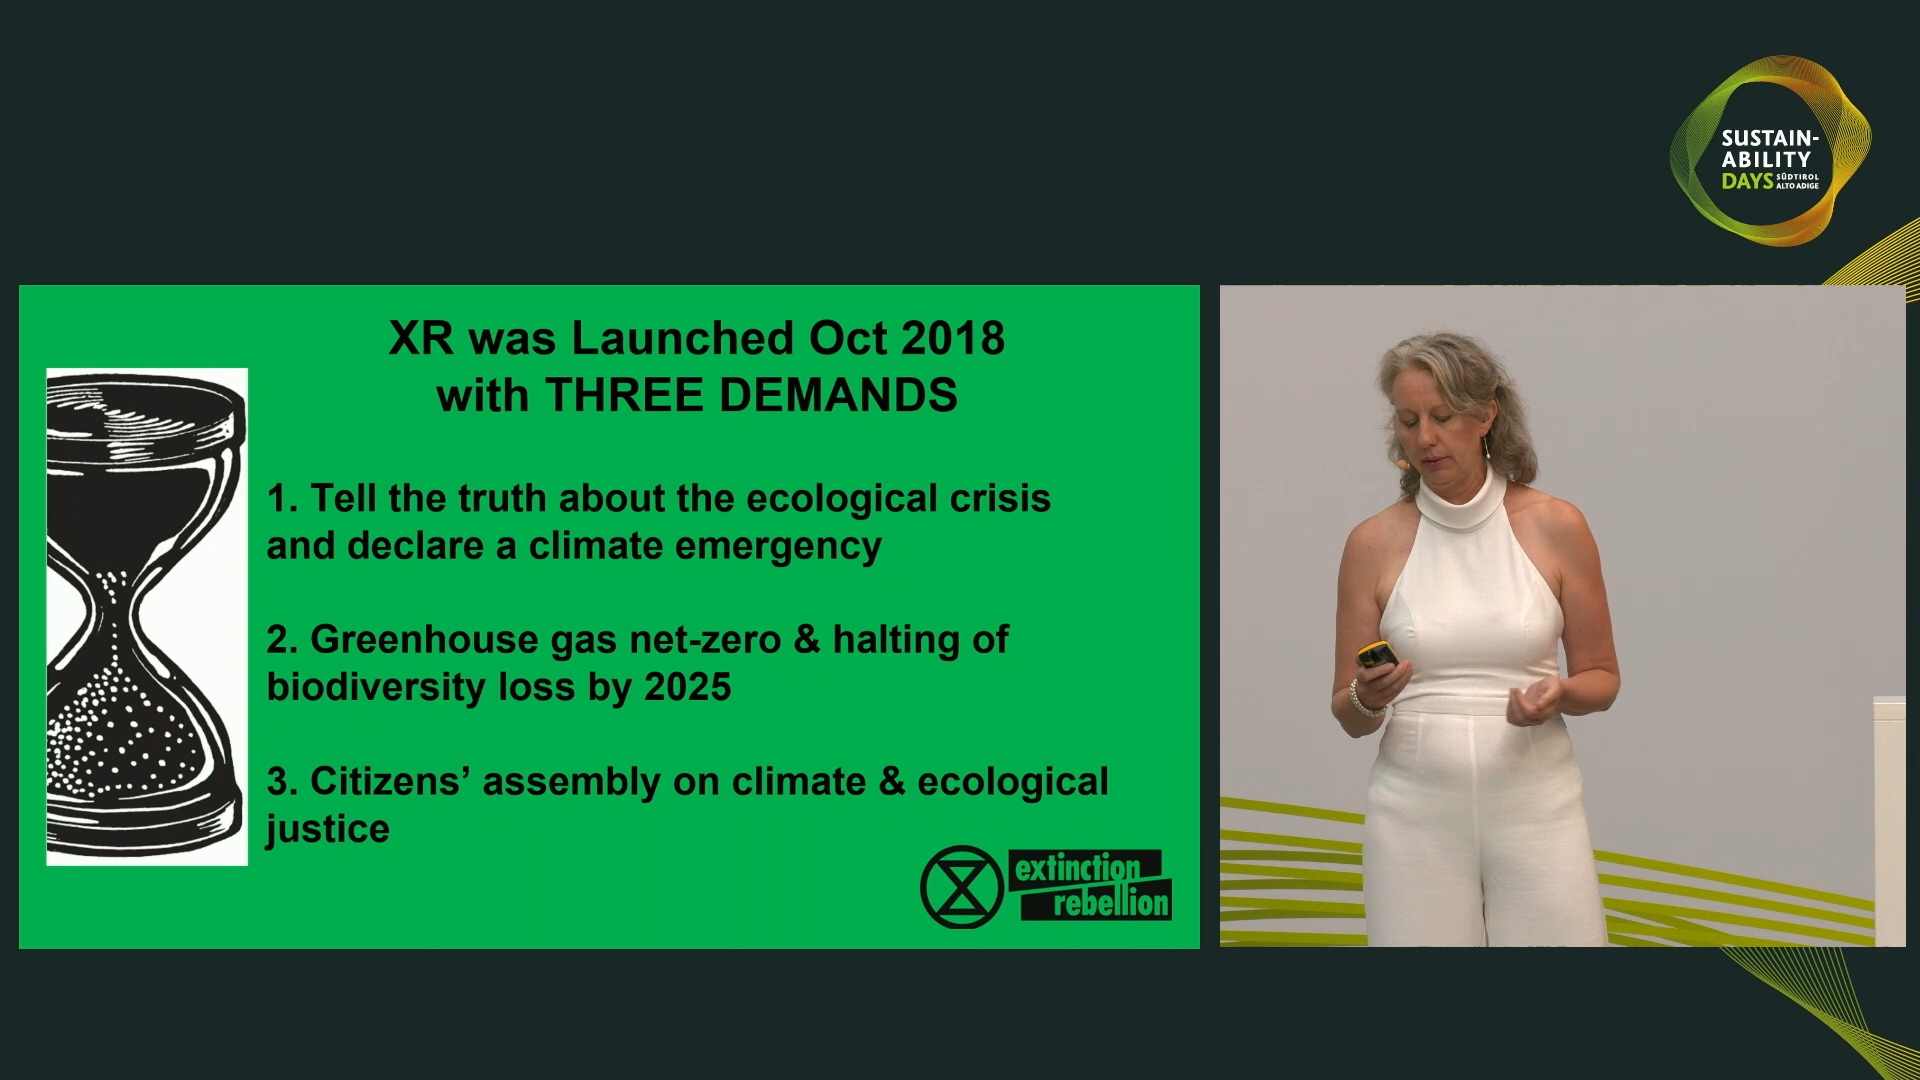 SUSTAIN-
ABILITY
DAYS SÜDTIROL
ALTO ADIGE
XR was Launched Oct 2018
with THREE DEMANDS
1. Tell the truth about the ecological crisis
and declare a climate emergency
2. Greenhouse gas net-zero & halting of
biodiversity loss by 2025
3. Citizens’ assembly on climate & ecological
justice
extinction
rebellion